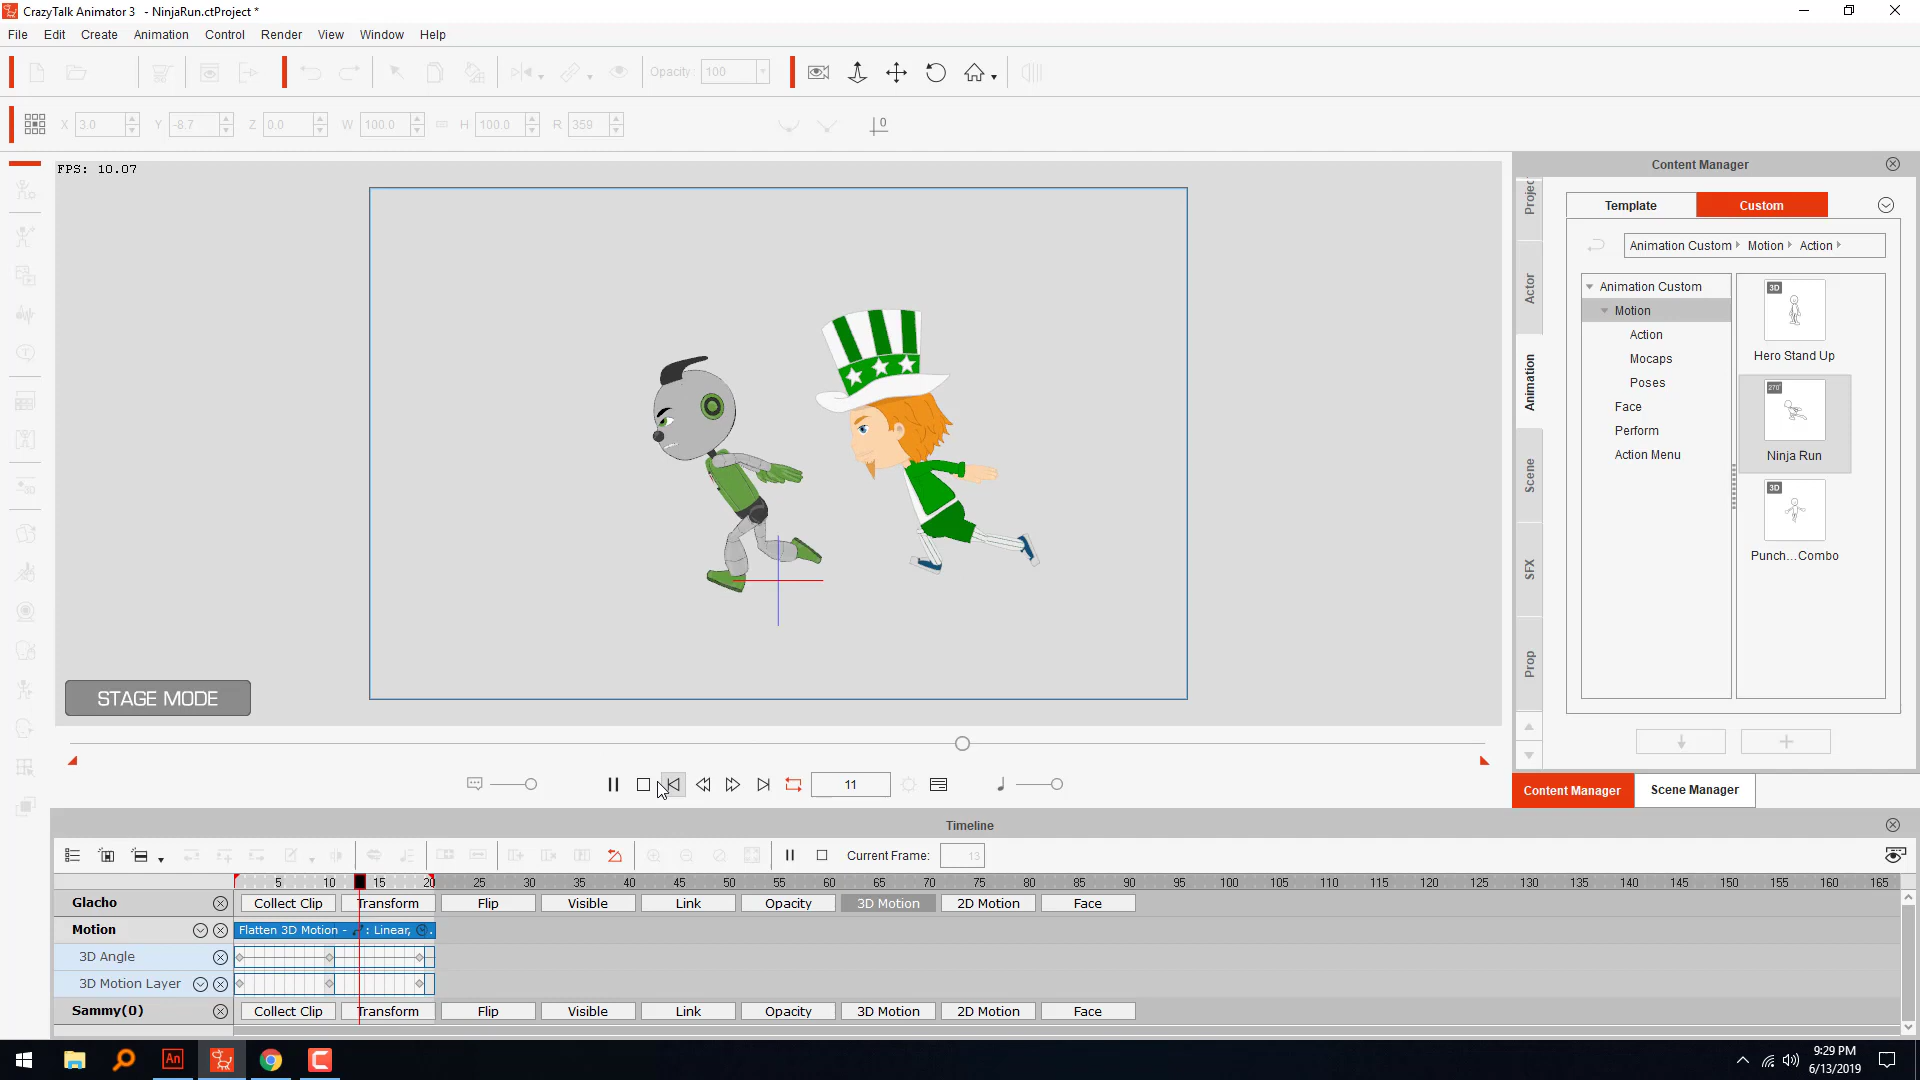 CrazyTalk Animator 3 - NinjaRun.ctProject *
File Edit Create Animation Control Render View Window Help
Opacity: 100
X 3.0 Y -8.7 Z 0.0 W 100.0 H 100.0 R 359 0
FPS: 10.07
STAGE MODE
11
Content Manager
Template Custom
Animation Custom Motion Action
Project
Actor
Animation
Scene
SFX
Prop
Animation Custom
Motion
Action
Mocaps
Poses
Face
Perform
Action Menu
3D
Hero Stand Up
270°
Ninja Run
3D
Punch...Combo
Content Manager Scene Manager
Timeline
Current Frame: 13
5 10 15 20 25 30 35 40 45 50 55 60 65 70 75 80 85 90 95 100 105 110 115 120 125 130 135 140 145 150 155 160 165
Glacho Collect Clip Transform Flip Visible Link Opacity 3D Motion 2D Motion Face
Motion Flatten 3D Motion - : Linear, .
3D Angle
3D Motion Layer
Sammy(0) Collect Clip Transform Flip Visible Link Opacity 3D Motion 2D Motion Face
An
9:29 PM
6/13/2019